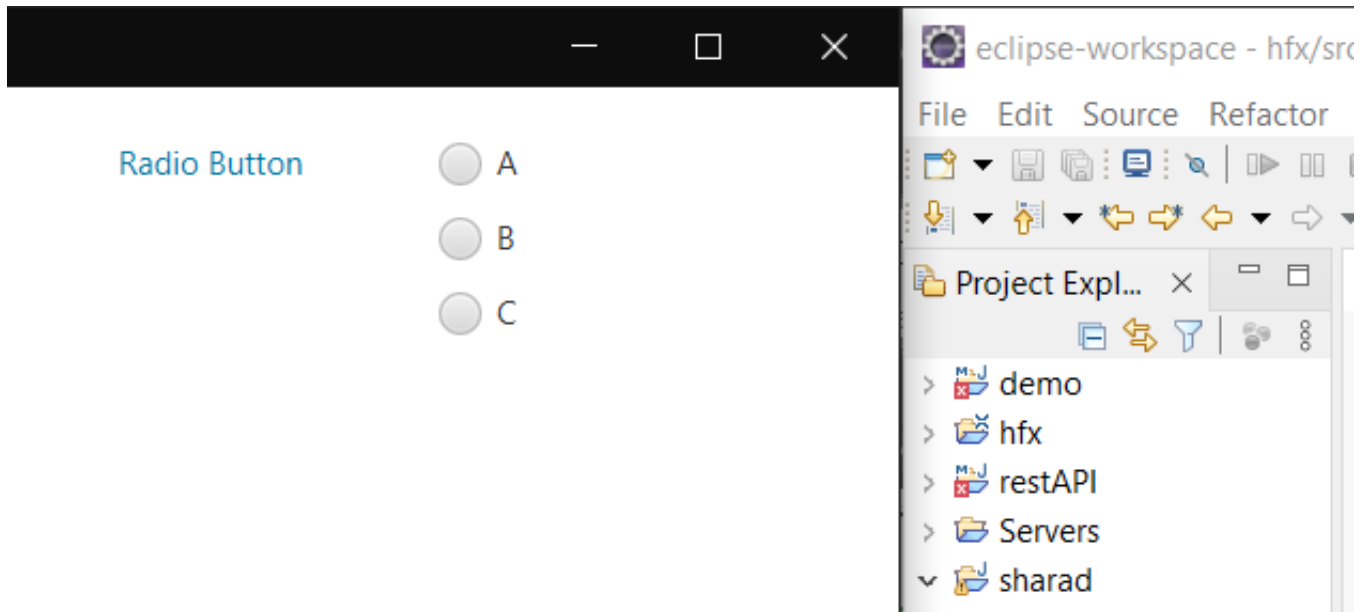 Radio Button
A
B
C
eclipse-workspace - hfx/src
File Edit Source Refactor
Project Expl...
demo
hfx
restAPI
Servers
sharad